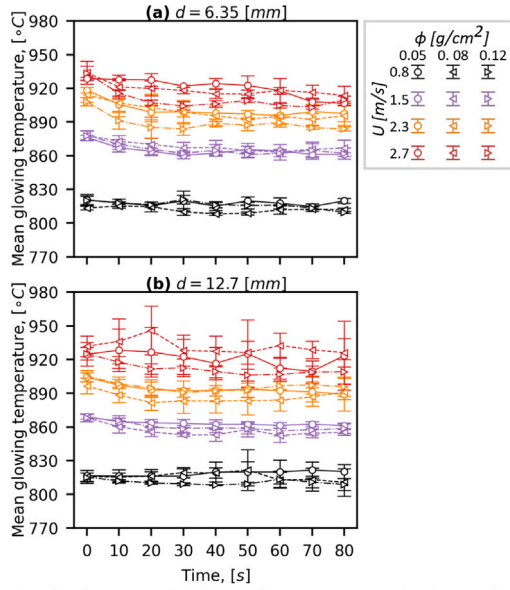 (a) d = 6.35 [mm]
980
950
920
890
860
830
800
770
Mean glowing temperature, [∘C]
ϕ [g/cm²]
0.05 0.08 0.12
0.8
1.5
2.3
2.7
U [m/s]
(b) d = 12.7 [mm]
980
950
920
890
860
830
800
770
Mean glowing temperature, [∘C]
0 10 20 30 40 50 60 70 80
Time, [s]